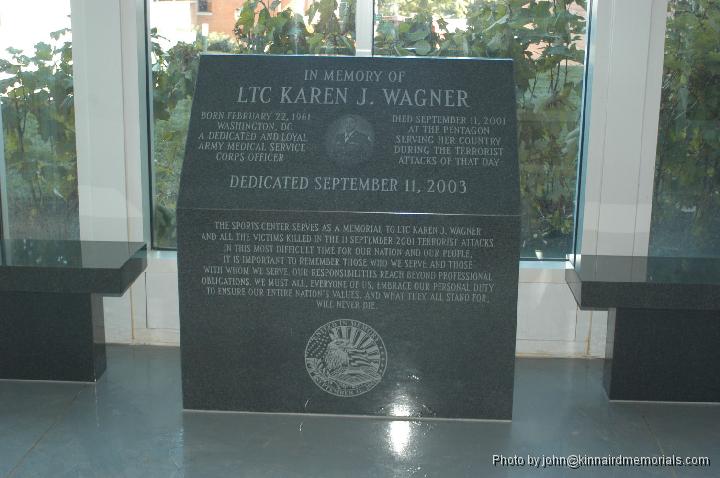 IN MEMORY OF
LTC KAREN J. WAGNER
BORN FEBRUARY 22, 1961
WASHINGTON, DC
A DEDICATED AND LOYAL
ARMY MEDICAL SERVICE
CORPS OFFICER
DIED SEPTEMBER 11, 2001
AT THE PENTAGON
SERVING HER COUNTRY
DURING THE TERRORIST
ATTACKS OF THAT DAY
DEDICATED SEPTEMBER 11, 2003
THE SPORTS CENTER SERVES AS A MEMORIAL TO LTC KAREN J. WAGNER
AND ALL THE VICTIMS KILLED IN THE 11 SEPTEMBER 2001 TERRORIST ATTACKS.
IN THIS MOST DIFFICULT TIME FOR OUR NATION AND OUR PEOPLE,
IT IS IMPORTANT TO REMEMBER THOSE WHO WE SERVE AND THOSE
WITH WHOM WE SERVE. OUR RESPONSIBILITIES REACH BEYOND PROFESSIONAL
OBLIGATIONS. WE MUST ALL, EVERYONE OF US, EMBRACE OUR PERSONAL DUTY
TO ENSURE OUR ENTIRE NATION'S VALUES, AND WHAT THEY ALL STAND FOR,
WILL NEVER DIE.
Photo by john@kinnairdmemorials.com